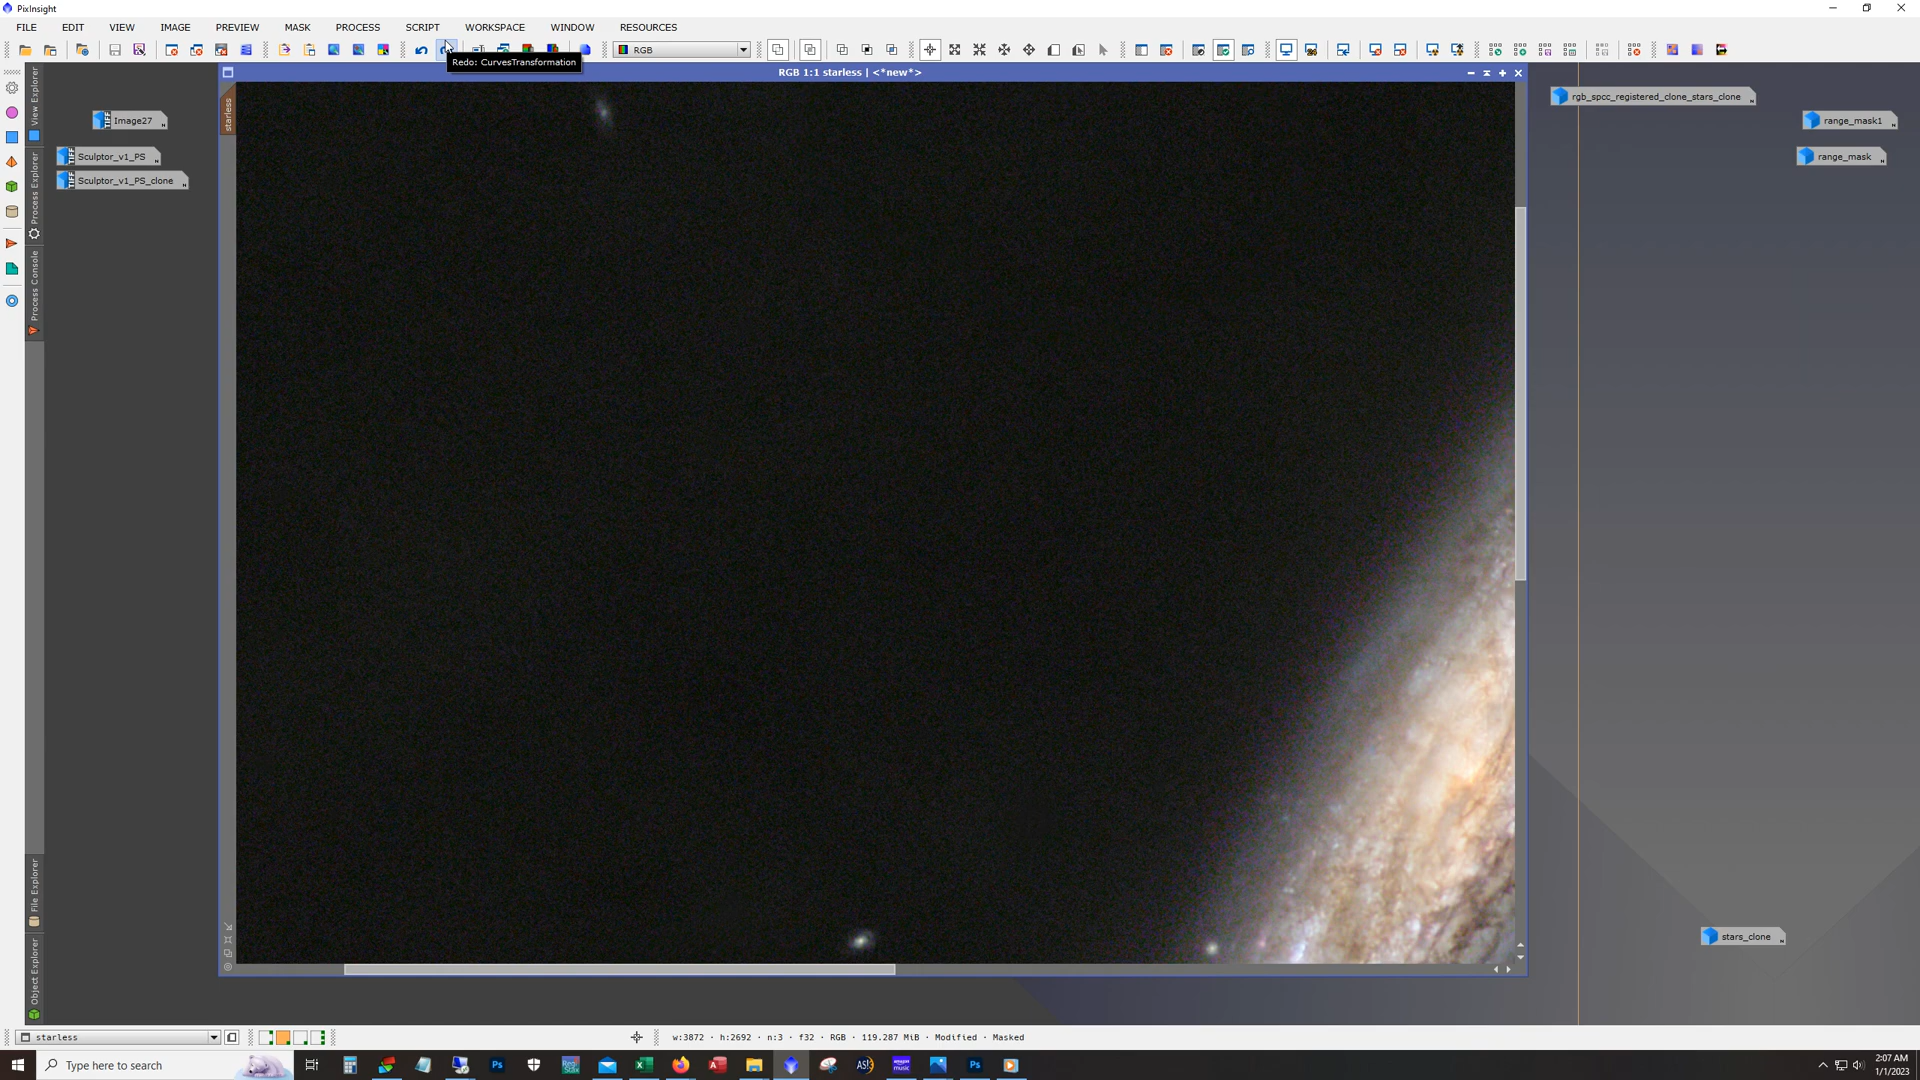 PixInsight
FILE EDIT VIEW IMAGE PREVIEW MASK PROCESS SCRIPT WORKSPACE WINDOW RESOURCES
RGB
Redo: CurvesTransformation
RGB 1:1 starless | <*new*>
View Explorer
Process Explorer
Process Console
File Explorer
Object Explorer
starless
Image27
Sculptor_v1_PS
Sculptor_v1_PS_clone
rgb_spcc_registered_clone_stars_clone
range_mask1
range_mask
stars_clone
starless
w:3872 · h:2692 · n:3 · f32 · RGB · 119.287 MiB · Modified · Masked
Type here to search
2:07 AM
1/1/2023